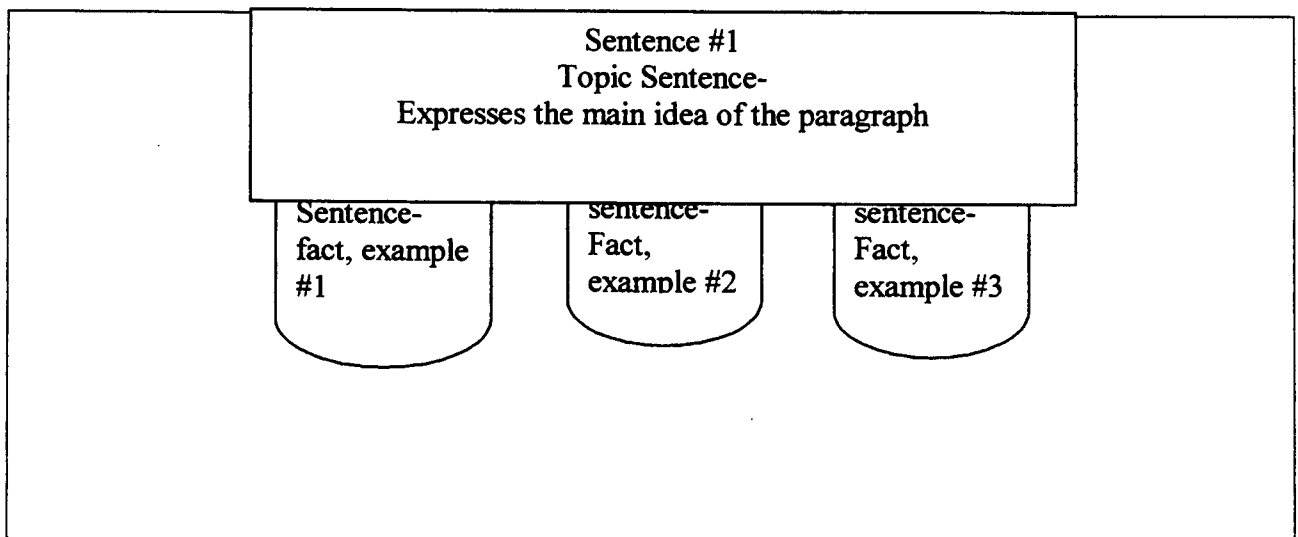 Sentence #1
Topic Sentence-
Expresses the main idea of the paragraph
Sentence-
fact, example
#1
sentence-
Fact,
example #2
sentence-
Fact,
example #3